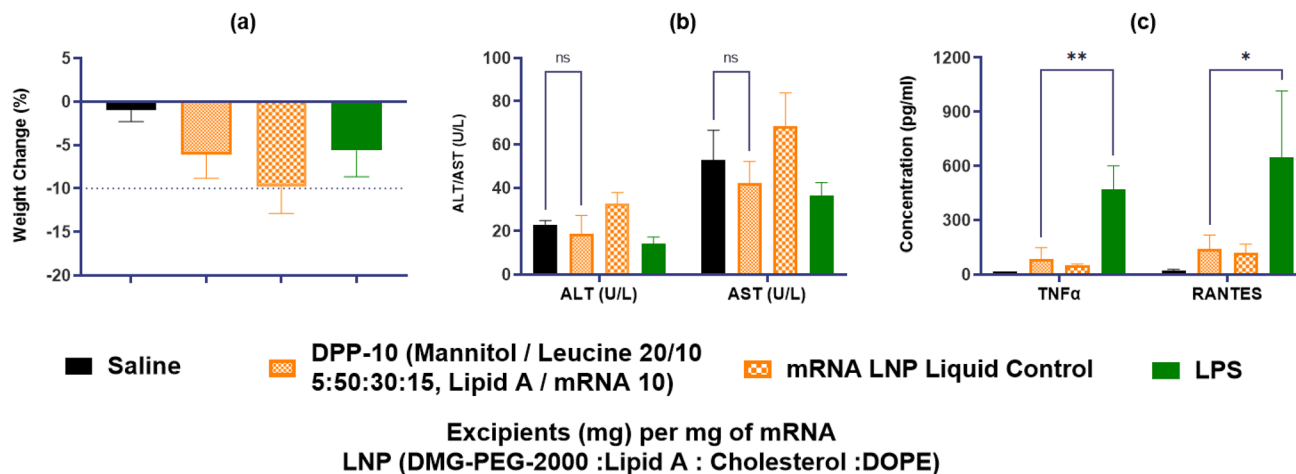 (a)
Weight Change (%)
5
0
-5
-10
-15
-20
(b)
ALT/AST (U/L)
100
80
60
40
20
0
ns
ns
ALT (U/L)
AST (U/L)
(c)
Concentration (pg/ml)
1200
900
600
300
0
**
*
TNFα
RANTES
Saline
DPP-10 (Mannitol / Leucine 20/10
5:50:30:15, Lipid A / mRNA 10)
mRNA LNP Liquid Control
LPS
Excipients (mg) per mg of mRNA
LNP (DMG-PEG-2000 :Lipid A : Cholesterol :DOPE)